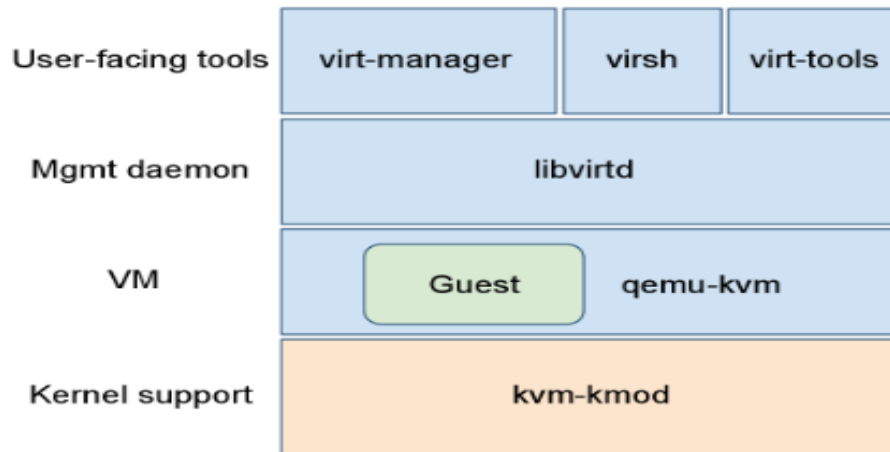 User-facing tools virt-manager virsh virt-tools
Mgmt daemon libvirtd
VM Guest qemu-kvm
Kernel support kvm-kmod